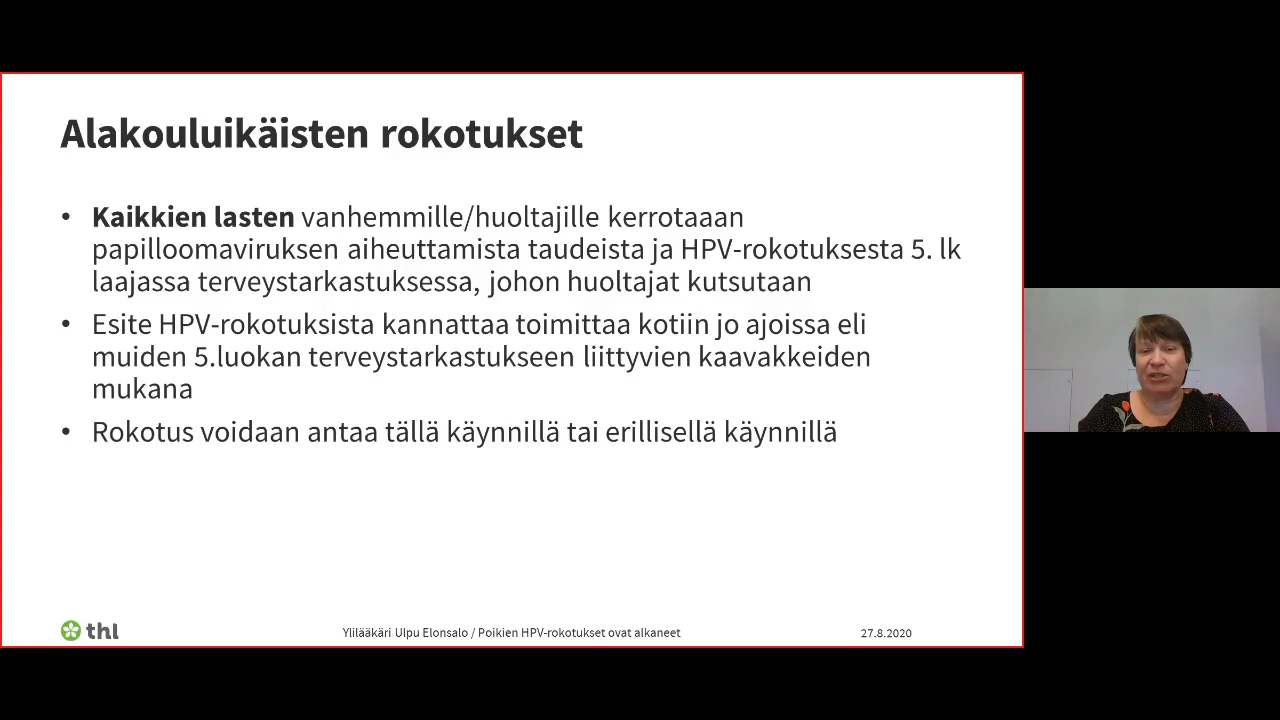 Alakouluikäisten rokotukset
• Kaikkien lasten vanhemmille/huoltajille kerrotaaan
papilloomaviruksen aiheuttamista taudeista ja HPV-rokotuksesta 5. lk
laajassa terveystarkastuksessa, johon huoltajat kutsutaan
• Esite HPV-rokotuksista kannattaa toimittaa kotiin jo ajoissa eli
muiden 5.luokan terveystarkastukseen liittyvien kaavakkeiden
mukana
• Rokotus voidaan antaa tällä käynnillä tai erillisellä käynnillä
thl
Ylilääkäri Ulpu Elonsalo / Poikien HPV-rokotukset ovat alkaneet
27.8.2020